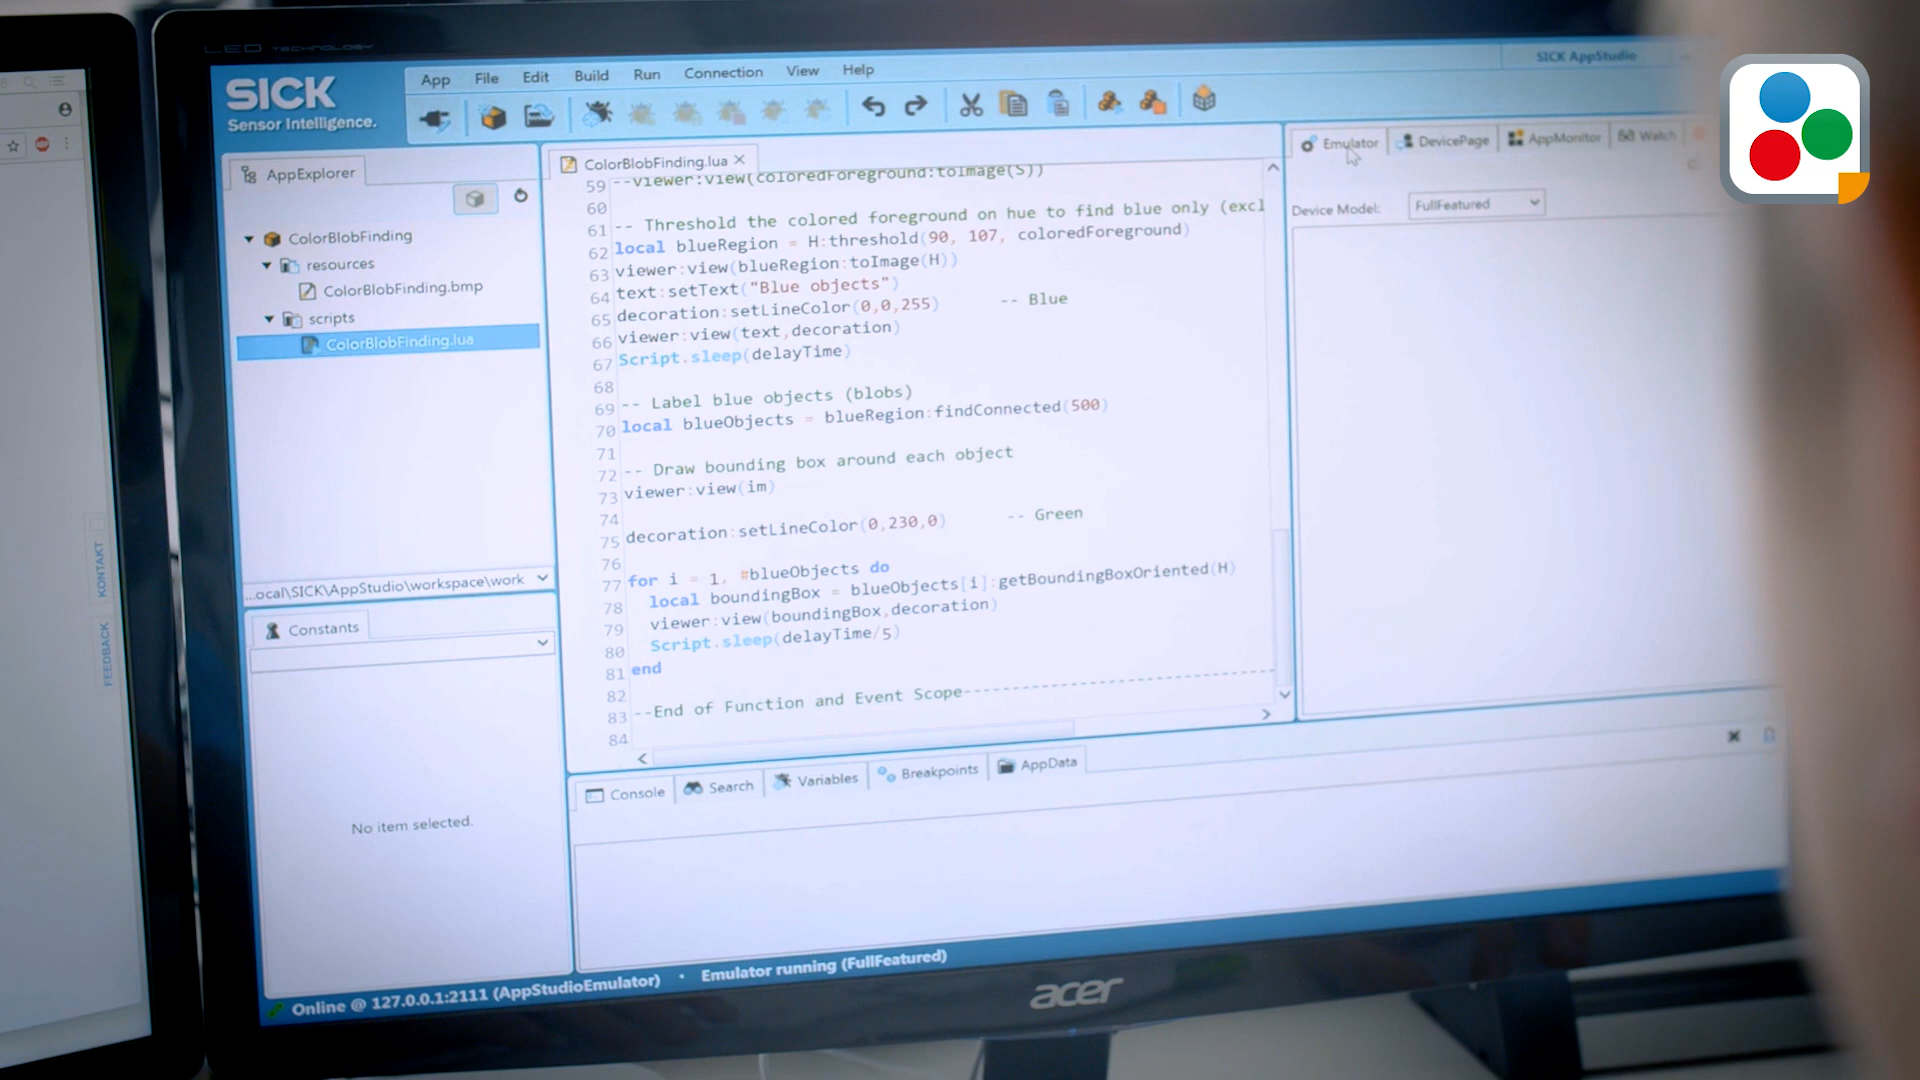 LED TECHNOLOGY
SICK
Sensor Intelligence.
App File Edit Build Run Connection View Help
SICK AppStudio
AppExplorer
ColorBlobFinding
resources
ColorBlobFinding.bmp
scripts
ColorBlobFinding.lua
...ocal\SICK\AppStudio\workspace\work
Constants
No item selected.
ColorBlobFinding.lua
59 --viewer:view(coloredForeground:toImage(S))
60
61 -- Threshold the colored foreground on hue to find blue only (excl
62 local blueRegion = H:threshold(90, 107, coloredForeground)
63 viewer:view(blueRegion:toImage(H))
64 text:setText("Blue objects")
65 decoration:setLineColor(0,0,255) -- Blue
66 viewer:view(text,decoration)
67 Script.sleep(delayTime)
68
69 -- Label blue objects (blobs)
70 local blueObjects = blueRegion:findConnected(500)
71
72 -- Draw bounding box around each object
73 viewer:view(im)
74
75 decoration:setLineColor(0,230,0) -- Green
76
77 for i = 1, #blueObjects do
78 local boundingBox = blueObjects[i]:getBoundingBoxOriented(H)
79 viewer:view(boundingBox,decoration)
80 Script.sleep(delayTime/5)
81 end
82
83 --End of Function and Event Scope------------------------------
84
Emulator DevicePage AppMonitor Watch
Device Model: FullFeatured
Console Search Variables Breakpoints AppData
Online @ 127.0.0.1:2111 (AppStudioEmulator) • Emulator running (FullFeatured)
acer
KONTAKT
FEEDBACK
ABP